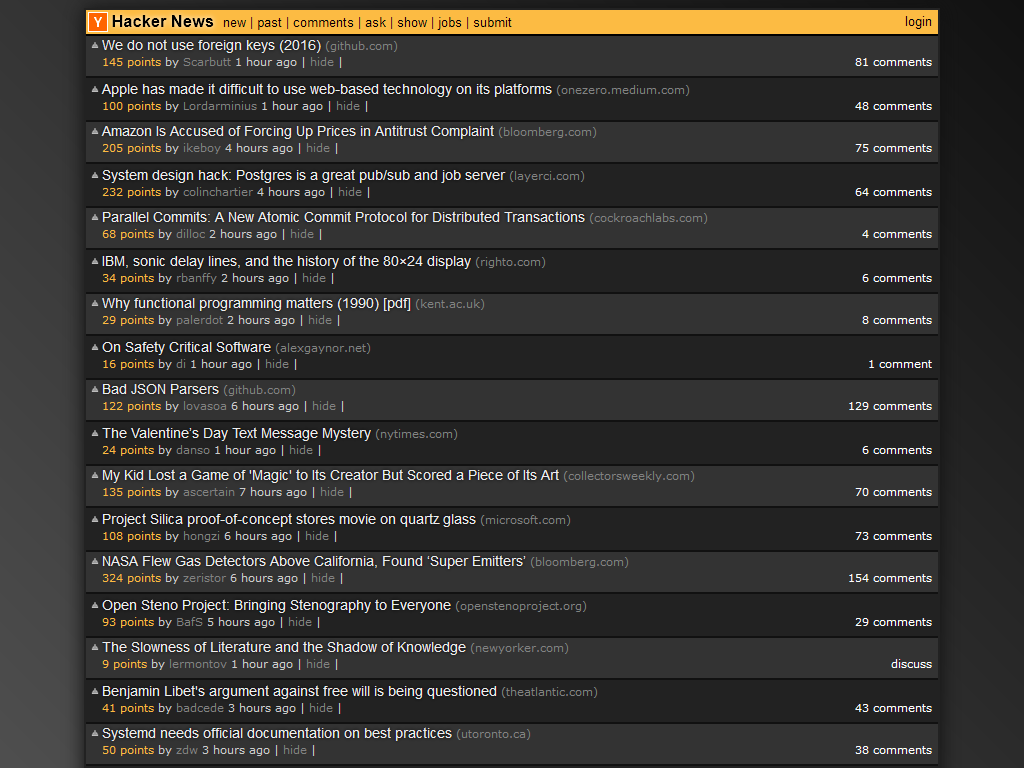 Y Hacker News new | past | comments | ask | show | jobs | submit login
We do not use foreign keys (2016) (github.com)
145 points by Scarbutt 1 hour ago | hide | 81 comments
Apple has made it difficult to use web-based technology on its platforms (onezero.medium.com)
100 points by Lordarminius 1 hour ago | hide | 48 comments
Amazon Is Accused of Forcing Up Prices in Antitrust Complaint (bloomberg.com)
205 points by ikeboy 4 hours ago | hide | 75 comments
System design hack: Postgres is a great pub/sub and job server (layerci.com)
232 points by colinchartier 4 hours ago | hide | 64 comments
Parallel Commits: A New Atomic Commit Protocol for Distributed Transactions (cockroachlabs.com)
68 points by dilloc 2 hours ago | hide | 4 comments
IBM, sonic delay lines, and the history of the 80×24 display (righto.com)
34 points by rbanffy 2 hours ago | hide | 6 comments
Why functional programming matters (1990) [pdf] (kent.ac.uk)
29 points by palerdot 2 hours ago | hide | 8 comments
On Safety Critical Software (alexgaynor.net)
16 points by di 1 hour ago | hide | 1 comment
Bad JSON Parsers (github.com)
122 points by lovasoa 6 hours ago | hide | 129 comments
The Valentine's Day Text Message Mystery (nytimes.com)
24 points by danso 1 hour ago | hide | 6 comments
My Kid Lost a Game of 'Magic' to Its Creator But Scored a Piece of Its Art (collectorsweekly.com)
135 points by ascertain 7 hours ago | hide | 70 comments
Project Silica proof-of-concept stores movie on quartz glass (microsoft.com)
108 points by hongzi 6 hours ago | hide | 73 comments
NASA Flew Gas Detectors Above California, Found ‘Super Emitters’ (bloomberg.com)
324 points by zeristor 6 hours ago | hide | 154 comments
Open Steno Project: Bringing Stenography to Everyone (openstenoproject.org)
93 points by BafS 5 hours ago | hide | 29 comments
The Slowness of Literature and the Shadow of Knowledge (newyorker.com)
9 points by lermontov 1 hour ago | hide | discuss
Benjamin Libet's argument against free will is being questioned (theatlantic.com)
41 points by badcede 3 hours ago | hide | 43 comments
Systemd needs official documentation on best practices (utoronto.ca)
50 points by zdw 3 hours ago | hide | 38 comments